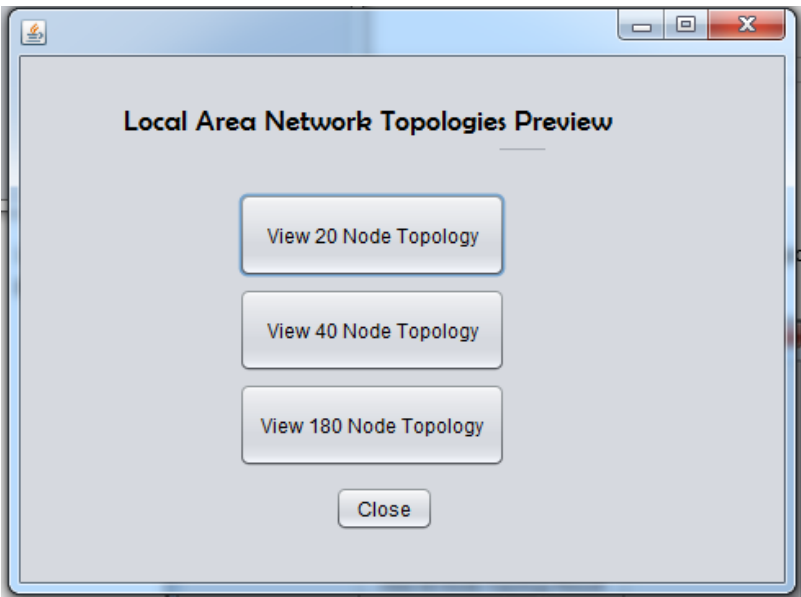 Local Area Network Topologies Preview
View 20 Node Topology
View 40 Node Topology
View 180 Node Topology
Close